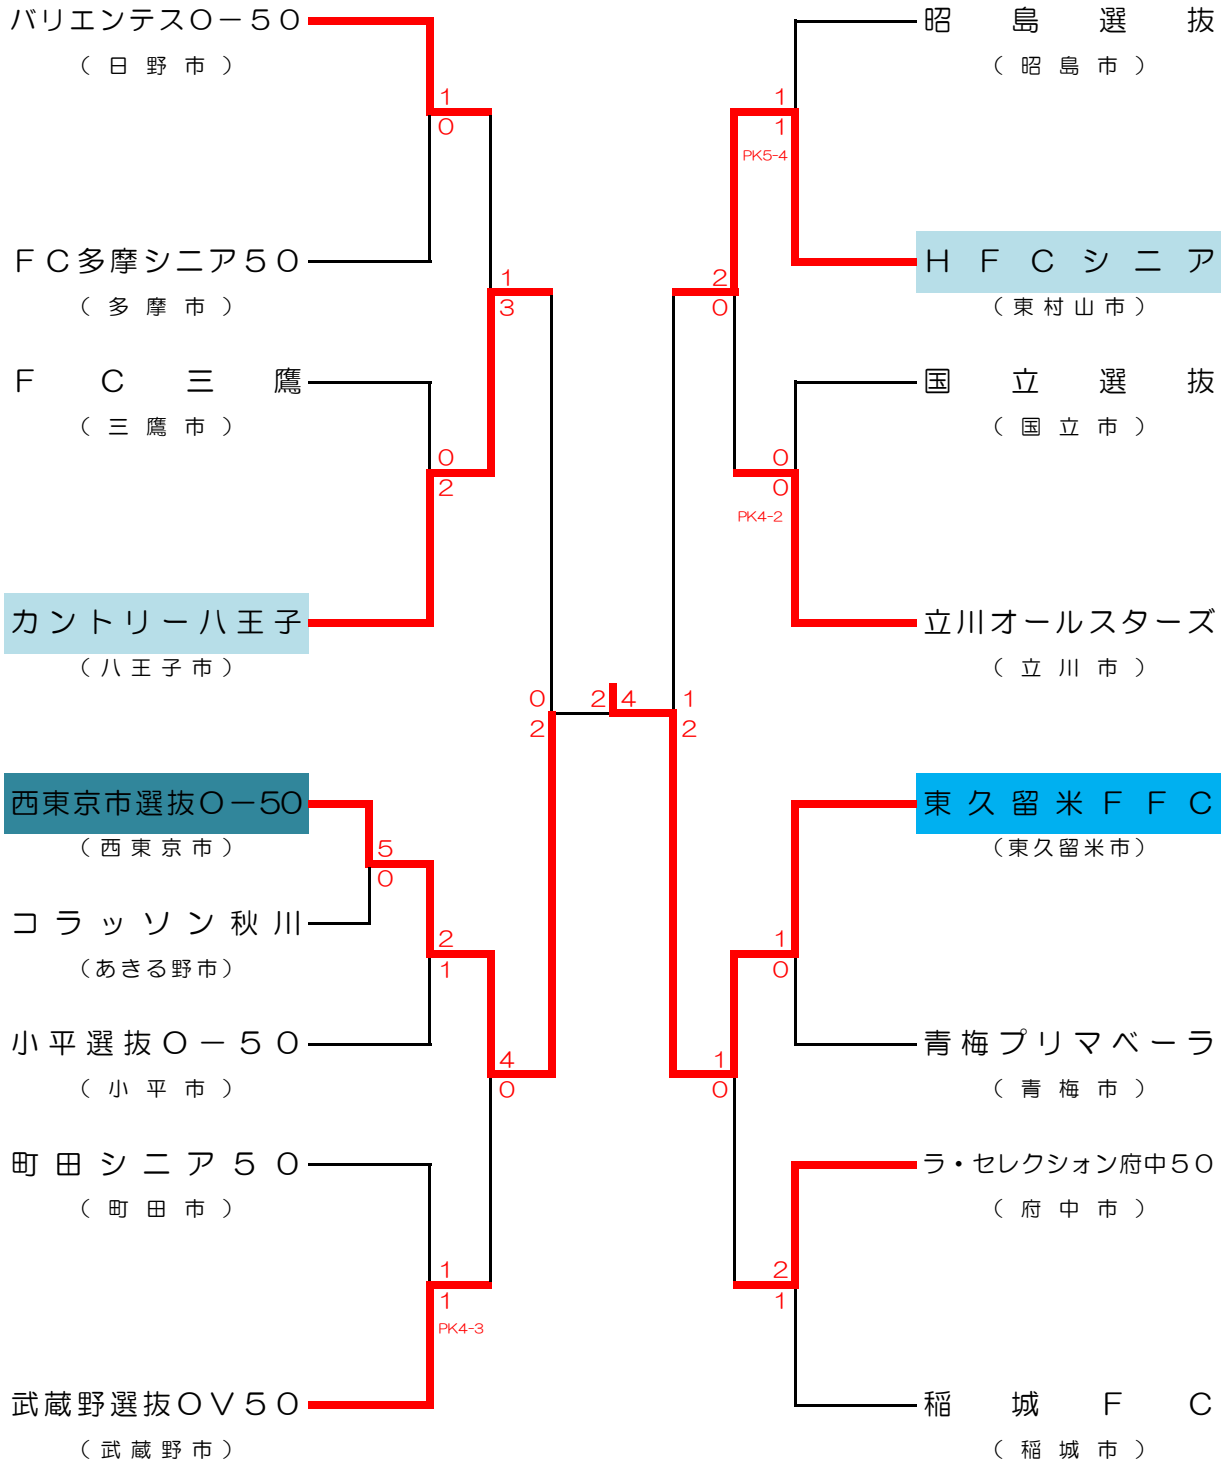 バリエンテスO－50
（日野市）
1
0
FC多摩シニア50
（多摩市）
1
3
FC三鷹
（三鷹市）
0
2
カントリー八王子
（八王子市）
0
2
2
4
西東京市選抜O－50
（西東京市）
5
0
コラッソン秋川
（あきる野市）
2
1
小平選抜O－50
（小平市）
4
0
町田シニア50
（町田市）
1
1
PK4-3
武蔵野選抜OV50
（武蔵野市）
昭島選抜
（昭島市）
1
1
PK5-4
HFCシニア
（東村山市）
2
0
国立選抜
（国立市）
0
0
PK4-2
立川オールスターズ
（立川市）
1
2
東久留米FFC
（東久留米市）
1
0
青梅プリマベーラ
（青梅市）
1
0
ラ・セレクション府中50
（府中市）
2
1
稲城FC
（稲城市）